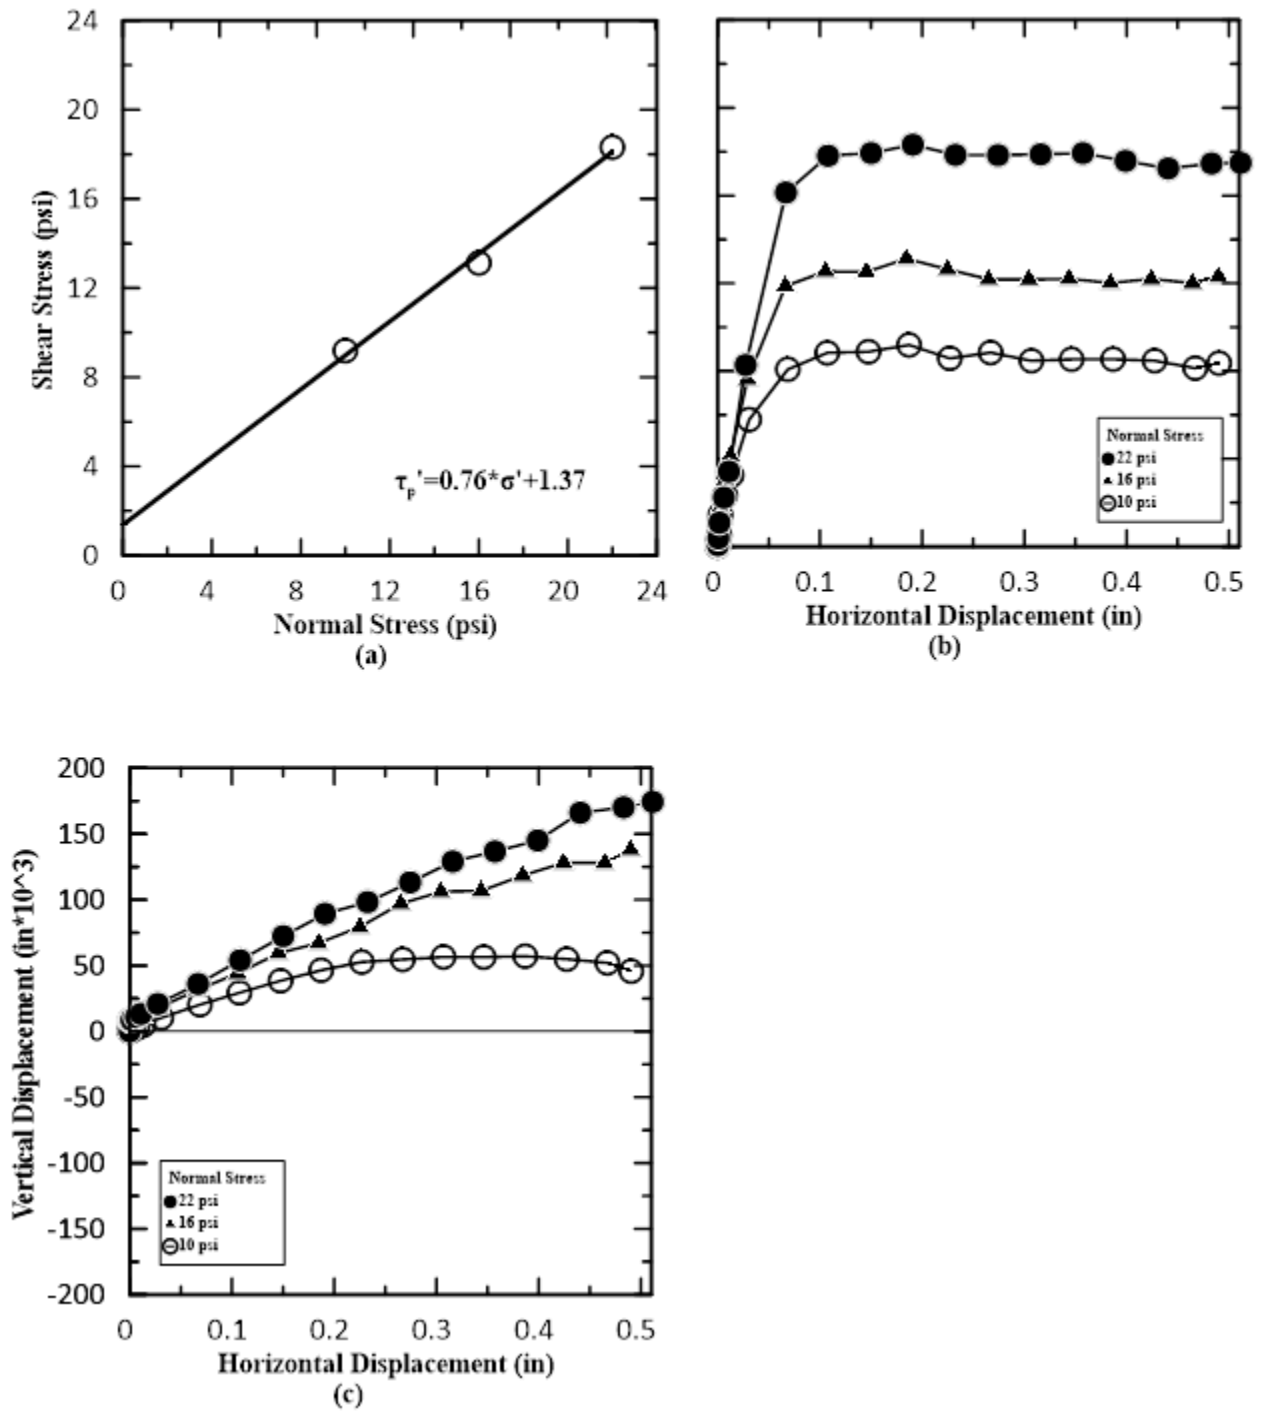 24
20
16
12
8
4
0
Shear Stress (psi)
τp'=0.76*σ'+1.37
0 4 8 12 16 20 24
Normal Stress (psi)
(a)
Normal Stress
22 psi
16 psi
10 psi
0 0.1 0.2 0.3 0.4 0.5
Horizontal Displacement (in)
(b)
200
150
100
50
0
-50
-100
-150
-200
Vertical Displacement (in*10^3)
Normal Stress
22 psi
16 psi
10 psi
0 0.1 0.2 0.3 0.4 0.5
Horizontal Displacement (in)
(c)